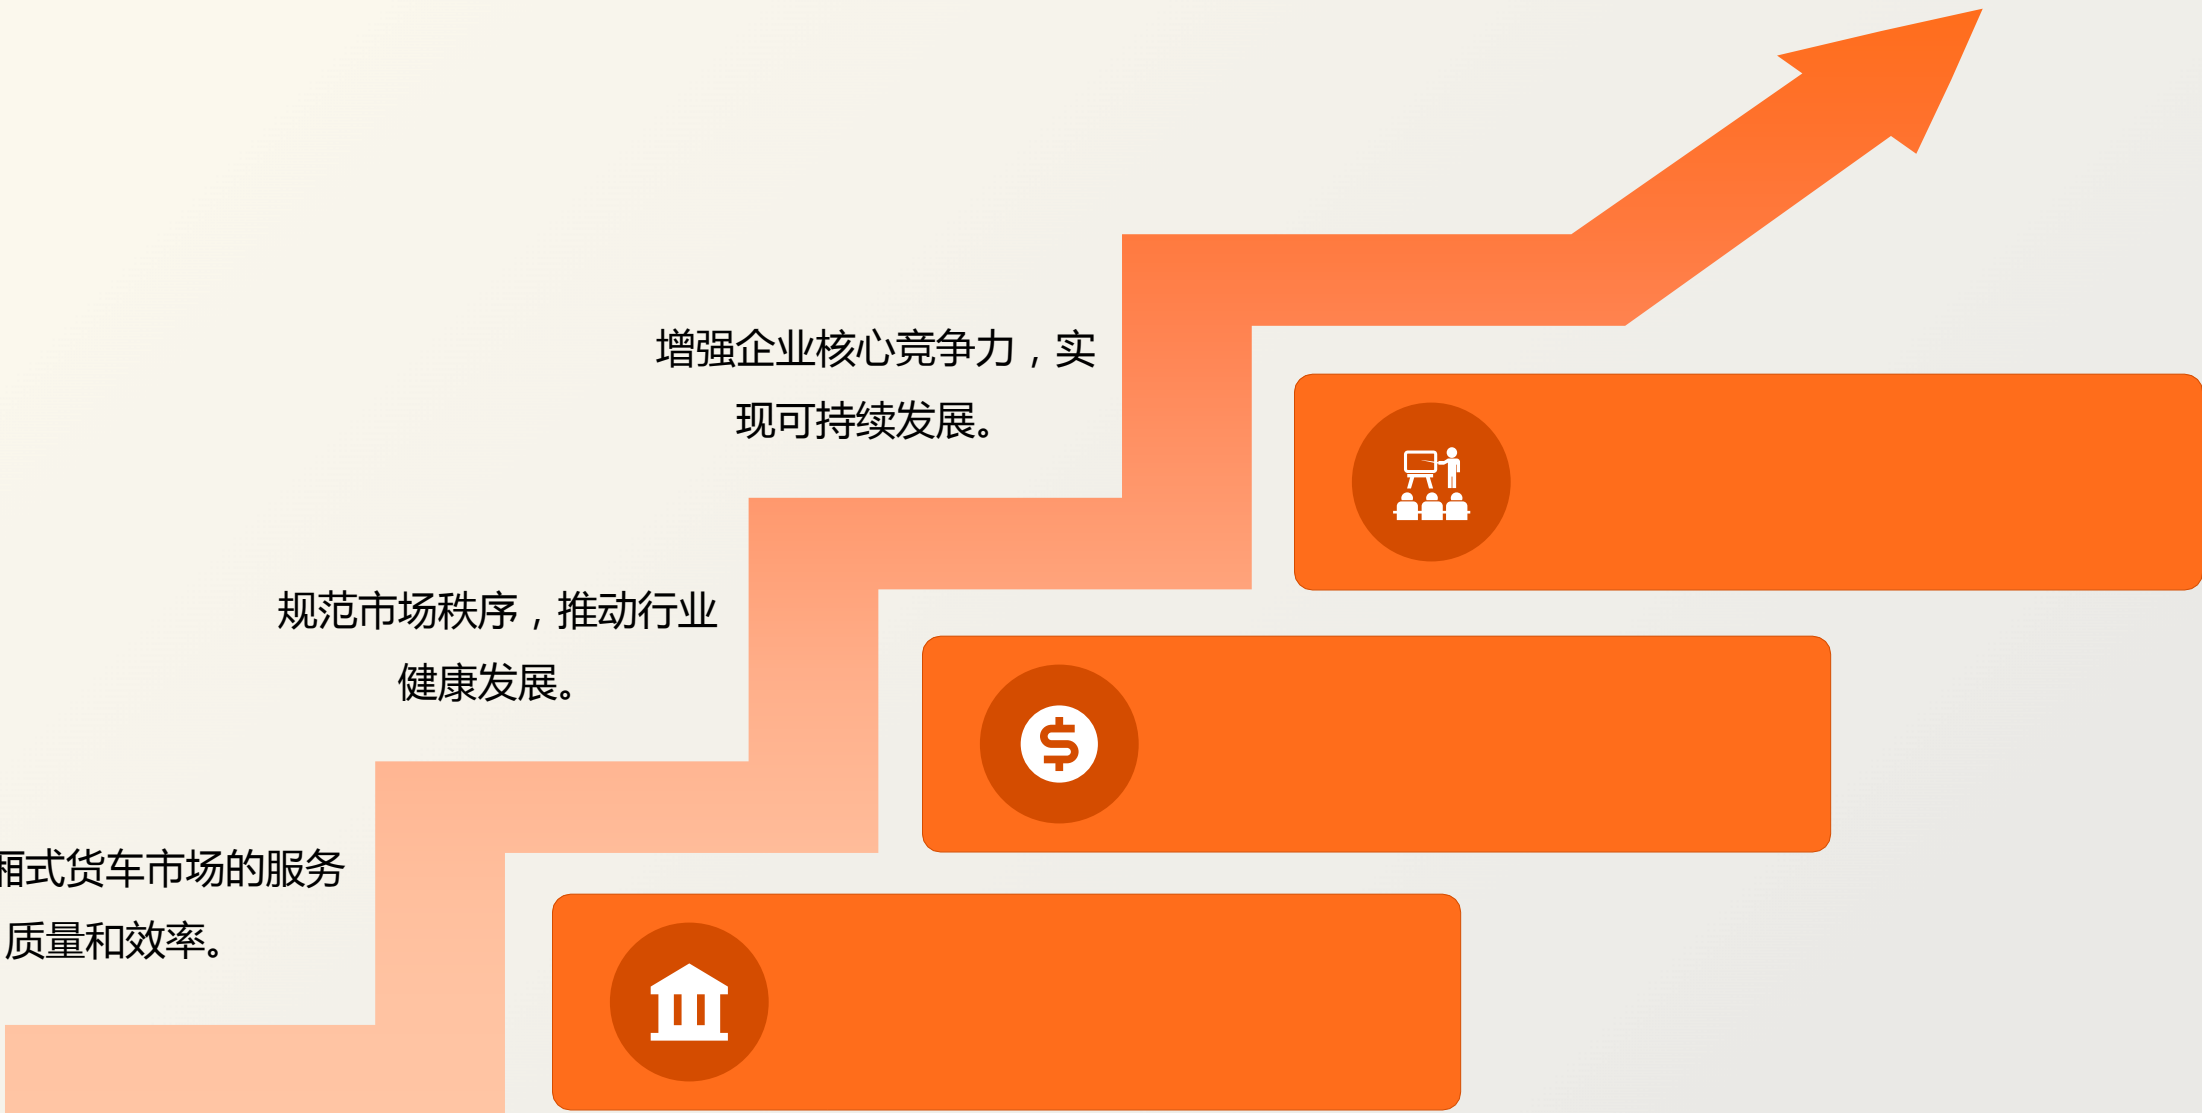 增强企业核心竞争力，实
现可持续发展。
规范市场秩序，推动行业
健康发展。
厢式货车市场的服务
质量和效率。